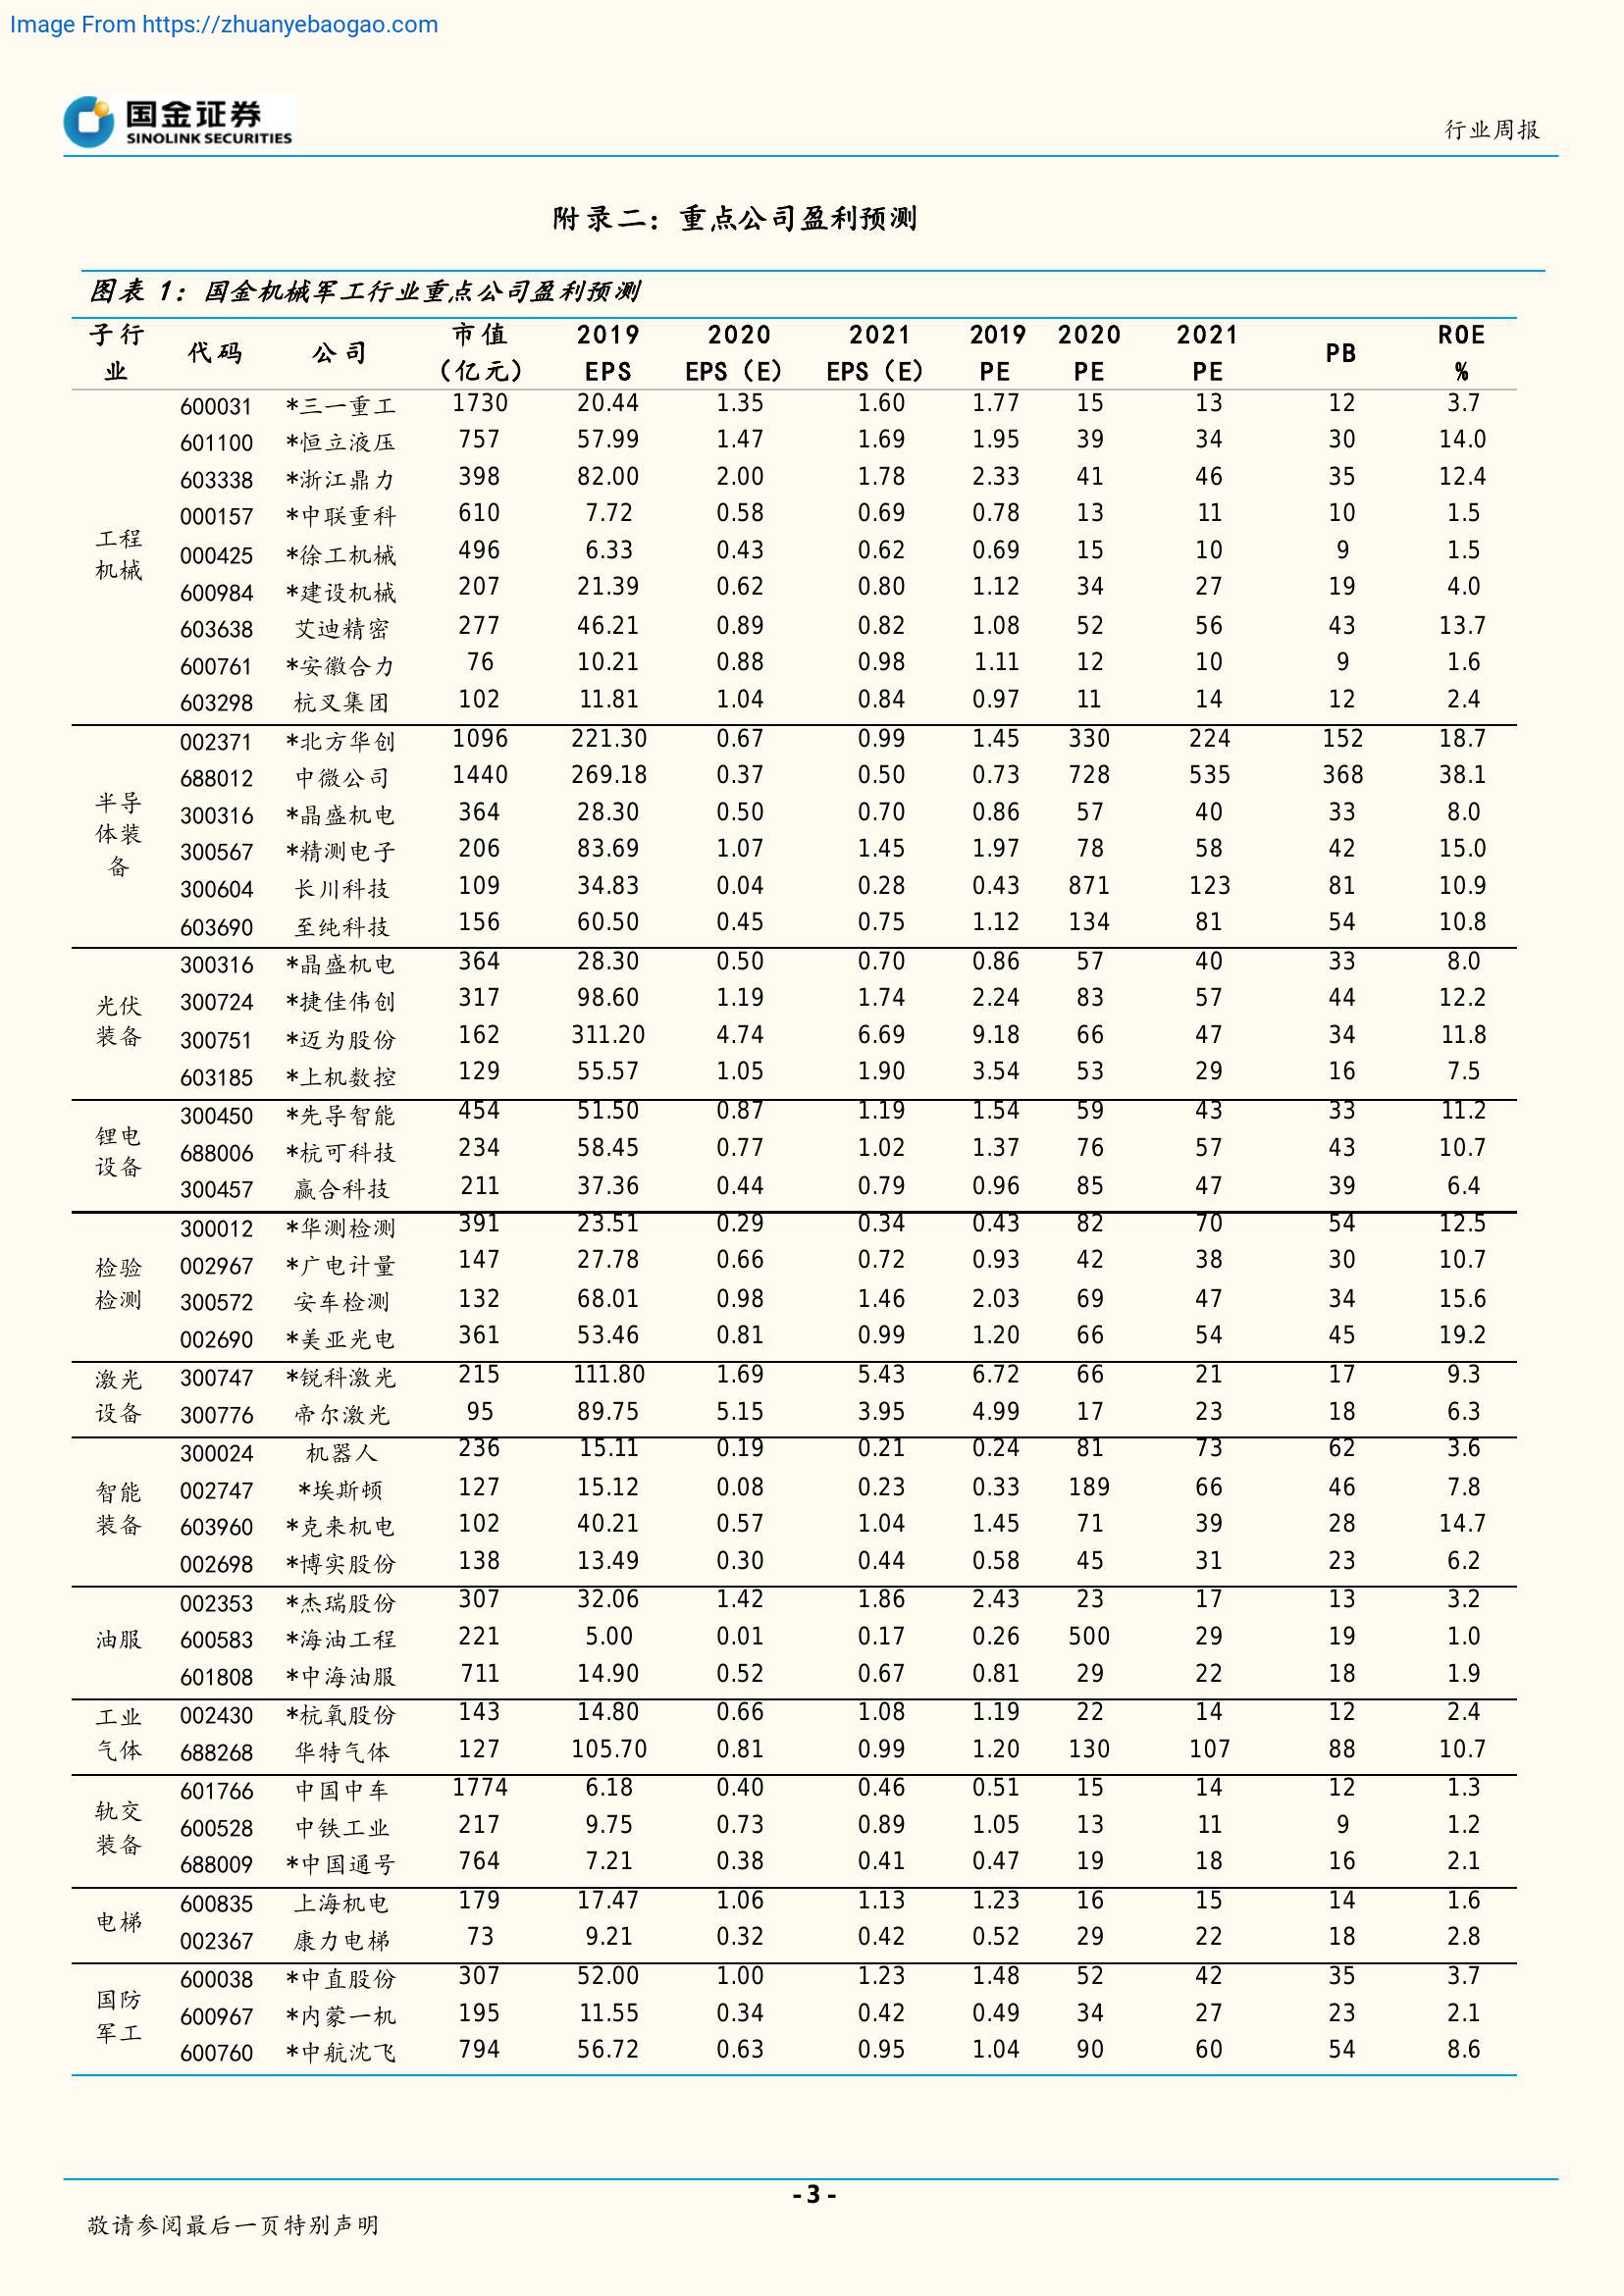 Image From https://zhuanyebaogao.com
国金证券
SINOLINK SECURITIES
行业周报
附录二：重点公司盈利预测
图表 1：国金机械军工行业重点公司盈利预测
子行业 代码 公司 市值（亿元） 2019 EPS 2020 EPS（E） 2021 EPS（E） 2019 PE 2020 PE 2021 PE PB ROE %
工程机械
600031 *三一重工 1730 20.44 1.35 1.60 1.77 15 13 12 3.7
601100 *恒立液压 757 57.99 1.47 1.69 1.95 39 34 30 14.0
603338 *浙江鼎力 398 82.00 2.00 1.78 2.33 41 46 35 12.4
000157 *中联重科 610 7.72 0.58 0.69 0.78 13 11 10 1.5
000425 *徐工机械 496 6.33 0.43 0.62 0.69 15 10 9 1.5
600984 *建设机械 207 21.39 0.62 0.80 1.12 34 27 19 4.0
603638 艾迪精密 277 46.21 0.89 0.82 1.08 52 56 43 13.7
600761 *安徽合力 76 10.21 0.88 0.98 1.11 12 10 9 1.6
603298 杭叉集团 102 11.81 1.04 0.84 0.97 11 14 12 2.4
半导体装备
002371 *北方华创 1096 221.30 0.67 0.99 1.45 330 224 152 18.7
688012 中微公司 1440 269.18 0.37 0.50 0.73 728 535 368 38.1
300316 *晶盛机电 364 28.30 0.50 0.70 0.86 57 40 33 8.0
300567 *精测电子 206 83.69 1.07 1.45 1.97 78 58 42 15.0
300604 长川科技 109 34.83 0.04 0.28 0.43 871 123 81 10.9
603690 至纯科技 156 60.50 0.45 0.75 1.12 134 81 54 10.8
光伏装备
300316 *晶盛机电 364 28.30 0.50 0.70 0.86 57 40 33 8.0
300724 *捷佳伟创 317 98.60 1.19 1.74 2.24 83 57 44 12.2
300751 *迈为股份 162 311.20 4.74 6.69 9.18 66 47 34 11.8
603185 *上机数控 129 55.57 1.05 1.90 3.54 53 29 16 7.5
锂电设备
300450 *先导智能 454 51.50 0.87 1.19 1.54 59 43 33 11.2
688006 *杭可科技 234 58.45 0.77 1.02 1.37 76 57 43 10.7
300457 赢合科技 211 37.36 0.44 0.79 0.96 85 47 39 6.4
检验检测
300012 *华测检测 391 23.51 0.29 0.34 0.43 82 70 54 12.5
002967 *广电计量 147 27.78 0.66 0.72 0.93 42 38 30 10.7
300572 安车检测 132 68.01 0.98 1.46 2.03 69 47 34 15.6
002690 *美亚光电 361 53.46 0.81 0.99 1.20 66 54 45 19.2
激光设备
300747 *锐科激光 215 111.80 1.69 5.43 6.72 66 21 17 9.3
300776 帝尔激光 95 89.75 5.15 3.95 4.99 17 23 18 6.3
智能装备
300024 机器人 236 15.11 0.19 0.21 0.24 81 73 62 3.6
002747 *埃斯顿 127 15.12 0.08 0.23 0.33 189 66 46 7.8
603960 *克来机电 102 40.21 0.57 1.04 1.45 71 39 28 14.7
002698 *博实股份 138 13.49 0.30 0.44 0.58 45 31 23 6.2
油服
002353 *杰瑞股份 307 32.06 1.42 1.86 2.43 23 17 13 3.2
600583 *海油工程 221 5.00 0.01 0.17 0.26 500 29 19 1.0
601808 *中海油服 711 14.90 0.52 0.67 0.81 29 22 18 1.9
工业气体
002430 *杭氧股份 143 14.80 0.66 1.08 1.19 22 14 12 2.4
688268 华特气体 127 105.70 0.81 0.99 1.20 130 107 88 10.7
轨交装备
601766 中国中车 1774 6.18 0.40 0.46 0.51 15 14 12 1.3
600528 中铁工业 217 9.75 0.73 0.89 1.05 13 11 9 1.2
688009 *中国通号 764 7.21 0.38 0.41 0.47 19 18 16 2.1
电梯
600835 上海机电 179 17.47 1.06 1.13 1.23 16 15 14 1.6
002367 康力电梯 73 9.21 0.32 0.42 0.52 29 22 18 2.8
国防军工
600038 *中直股份 307 52.00 1.00 1.23 1.48 52 42 35 3.7
600967 *内蒙一机 195 11.55 0.34 0.42 0.49 34 27 23 2.1
600760 *中航沈飞 794 56.72 0.63 0.95 1.04 90 60 54 8.6
- 3 -
敬请参阅最后一页特别声明